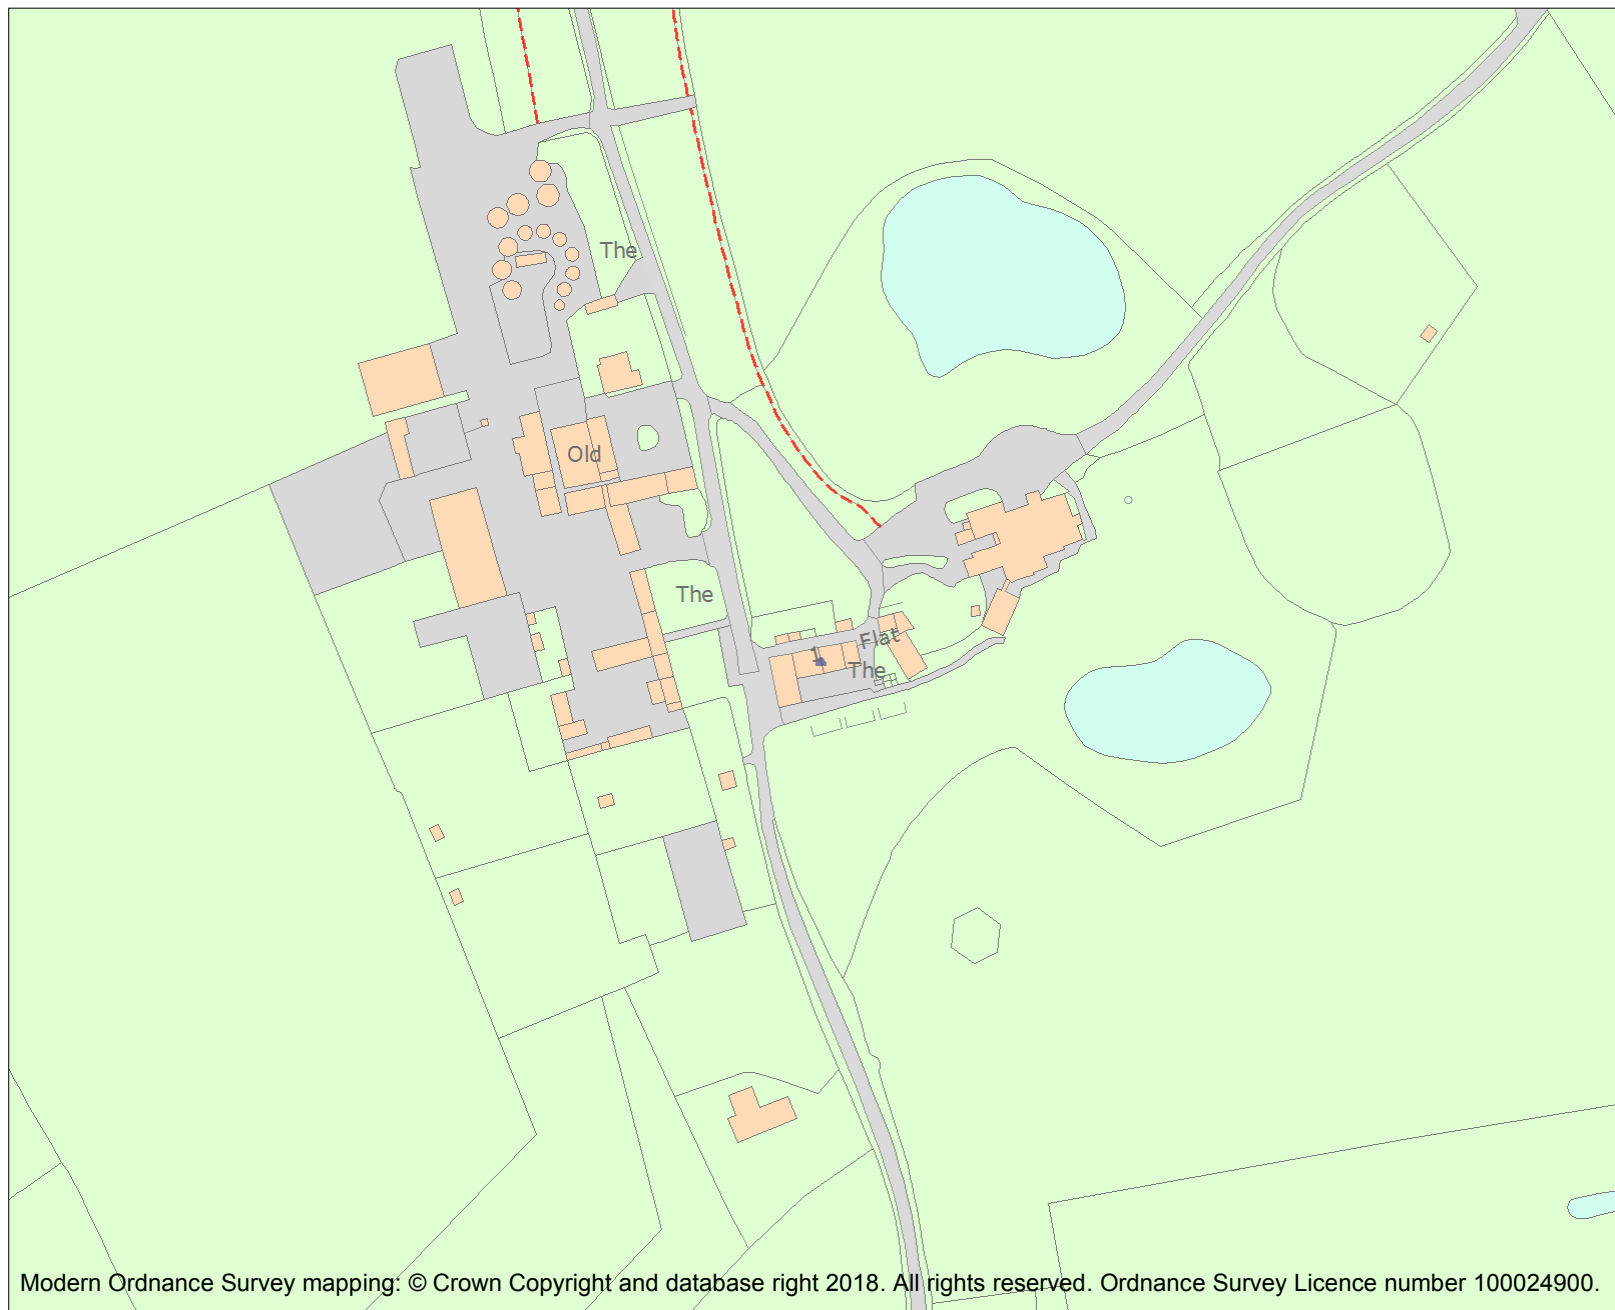 The
Old
The
Flat
1
The
Modern Ordnance Survey mapping: © Crown Copyright and database right 2018. All rights reserved. Ordnance Survey Licence number 100024900.